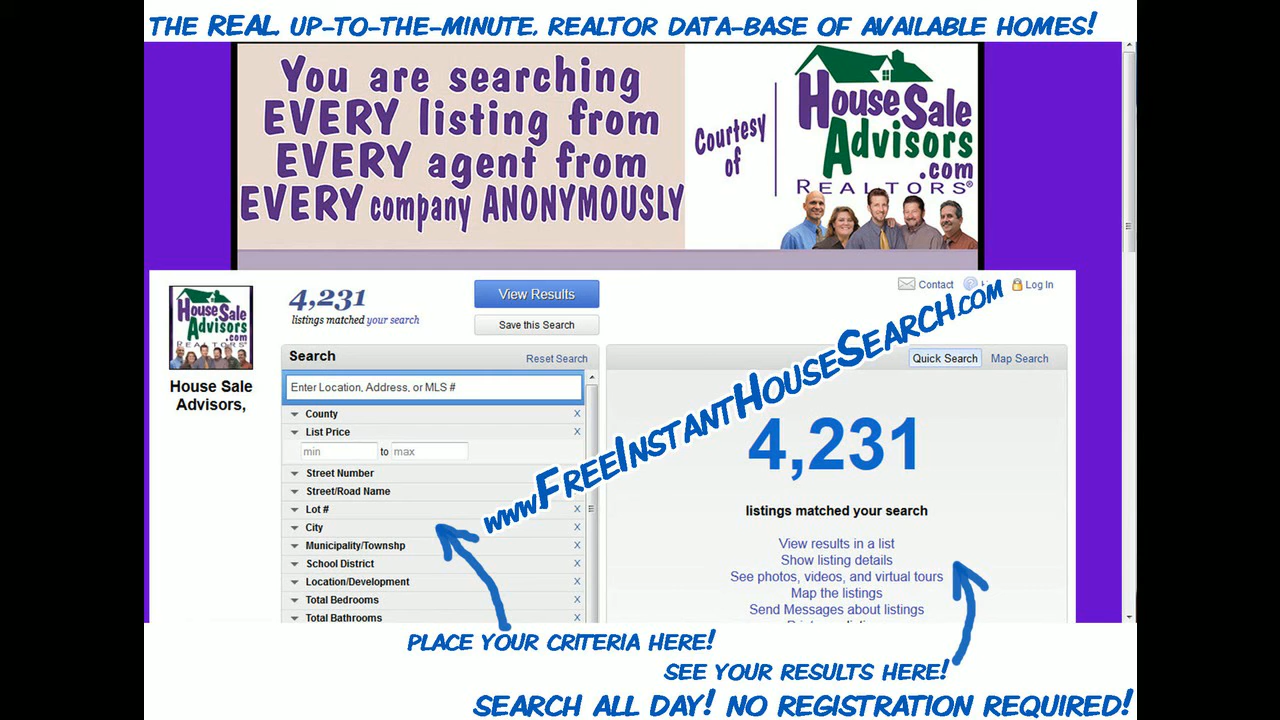 THE REAL, UP-TO-THE-MINUTE, REALTOR DATA-BASE OF AVAILABLE HOMES!
You are searching
EVERY listing from
EVERY agent from
EVERY company ANONYMOUSLY
Courtesy
of
HouseSale
Advisors
.com
REALTORS®
HouseSale
Advisors
.com
REALTORS
House Sale
Advisors,
4,231
listings matched your search
View Results
Save this Search
Contact
Log In
Search
Reset Search
Quick Search
Map Search
Enter Location, Address, or MLS #
County X
List Price X
min to max
Street Number
Street/Road Name
Lot # X
City X
Municipality/Townshp X
School District X
Location/Development X
Total Bedrooms X
Total Bathrooms X
www.FreeInstantHouseSearch.com
4,231
listings matched your search
View results in a list
Show listing details
See photos, videos, and virtual tours
Map the listings
Send Messages about listings
PLACE YOUR CRITERIA HERE!
SEE YOUR RESULTS HERE!
SEARCH ALL DAY! NO REGISTRATION REQUIRED!